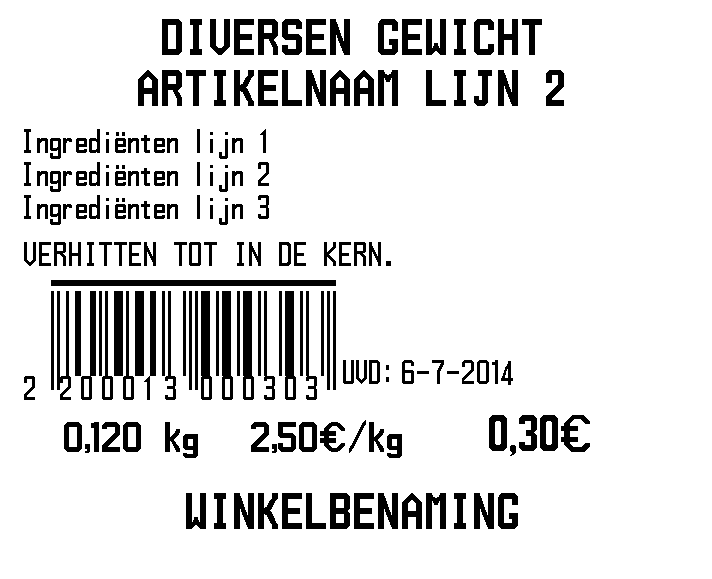 DIVERSEN GEWICHT
ARTIKELNAAM LIJN 2
Ingrediënten lijn 1
Ingrediënten lijn 2
Ingrediënten lijn 3
VERHITTEN TOT IN DE KERN.
2 200013 000303 UVD: 6-7-2014
0,120 kg 2,50€/kg 0,30€
WINKELBENAMING